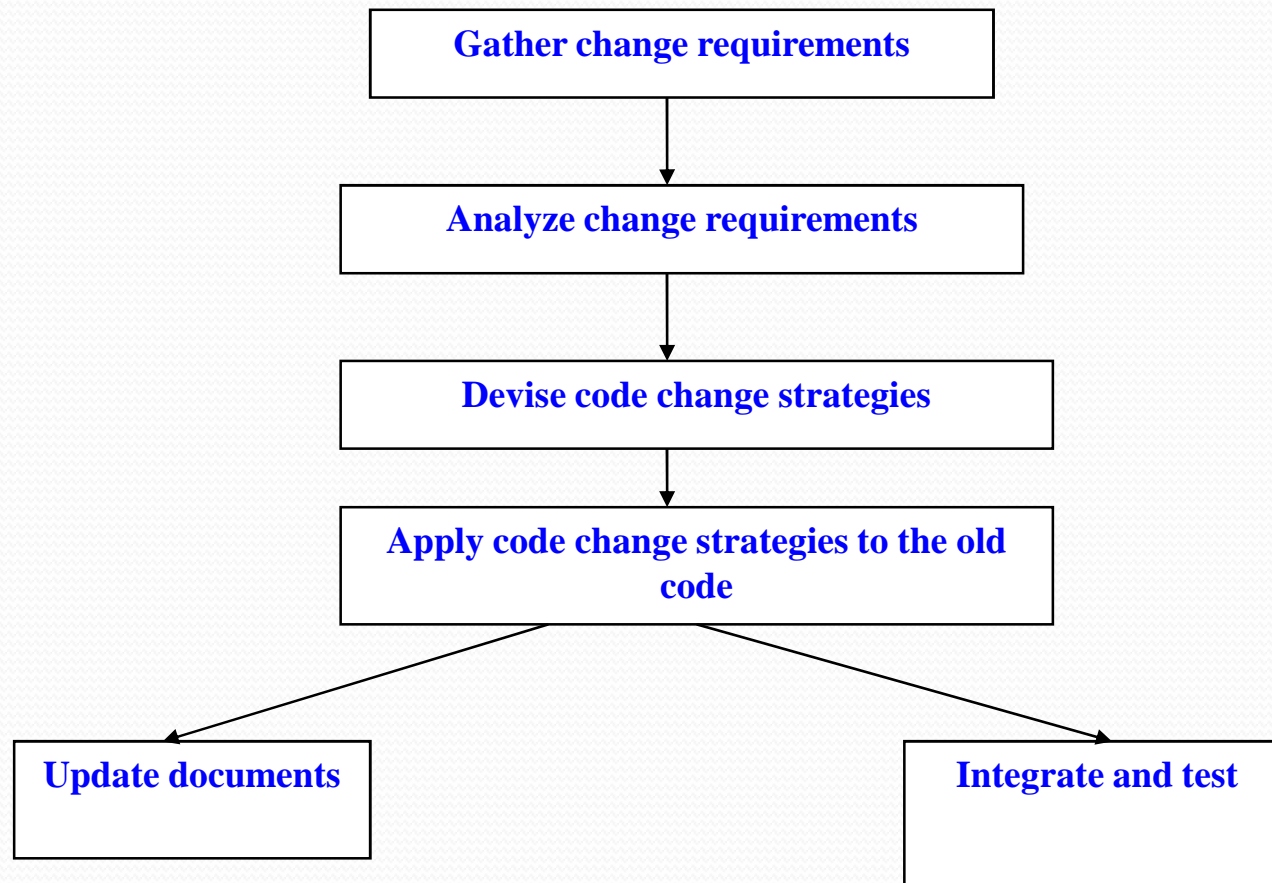 Gather change requirements
Analyze change requirements
Devise code change strategies
Apply code change strategies to the old
code
Update documents
Integrate and test